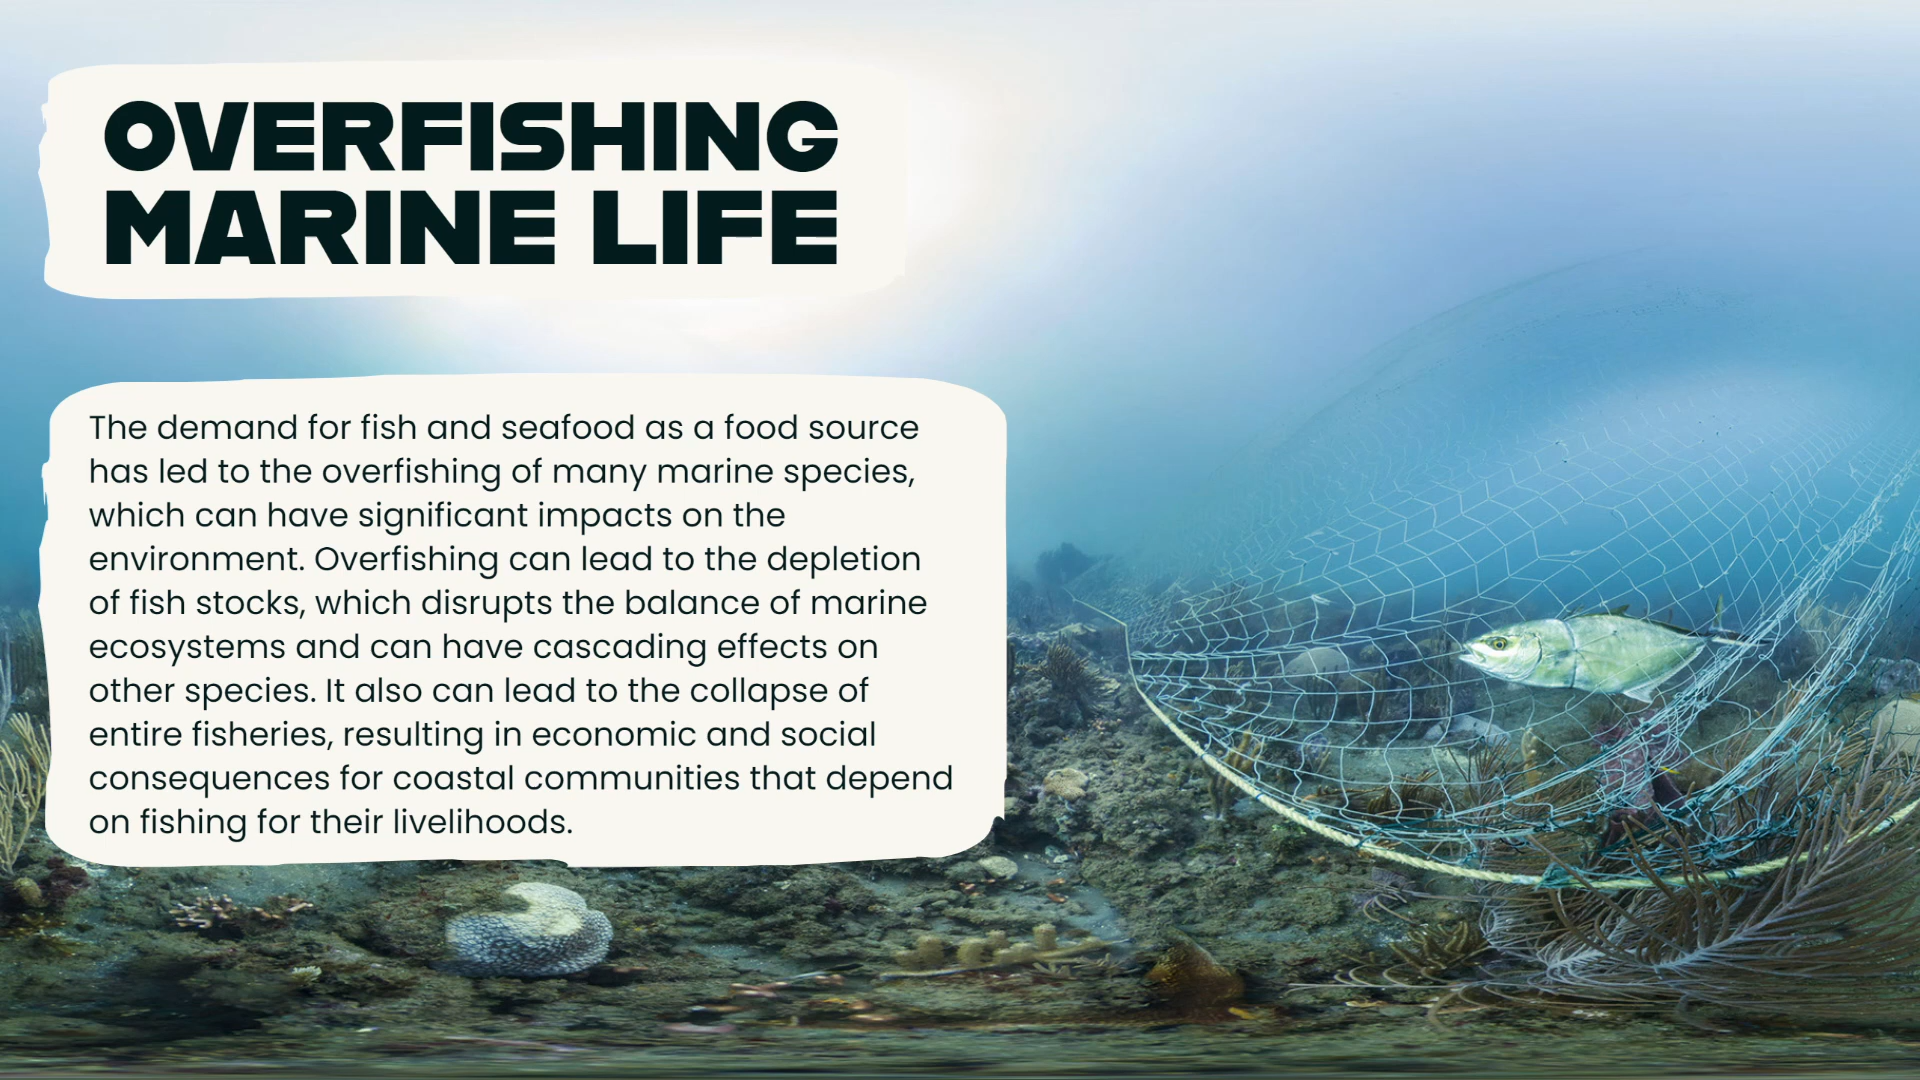 OVERFISHING
MARINE LIFE
The demand for fish and seafood as a food source
has led to the overfishing of many marine species,
which can have significant impacts on the
environment. Overfishing can lead to the depletion
of fish stocks, which disrupts the balance of marine
ecosystems and can have cascading effects on
other species. It also can lead to the collapse of
entire fisheries, resulting in economic and social
consequences for coastal communities that depend
on fishing for their livelihoods.